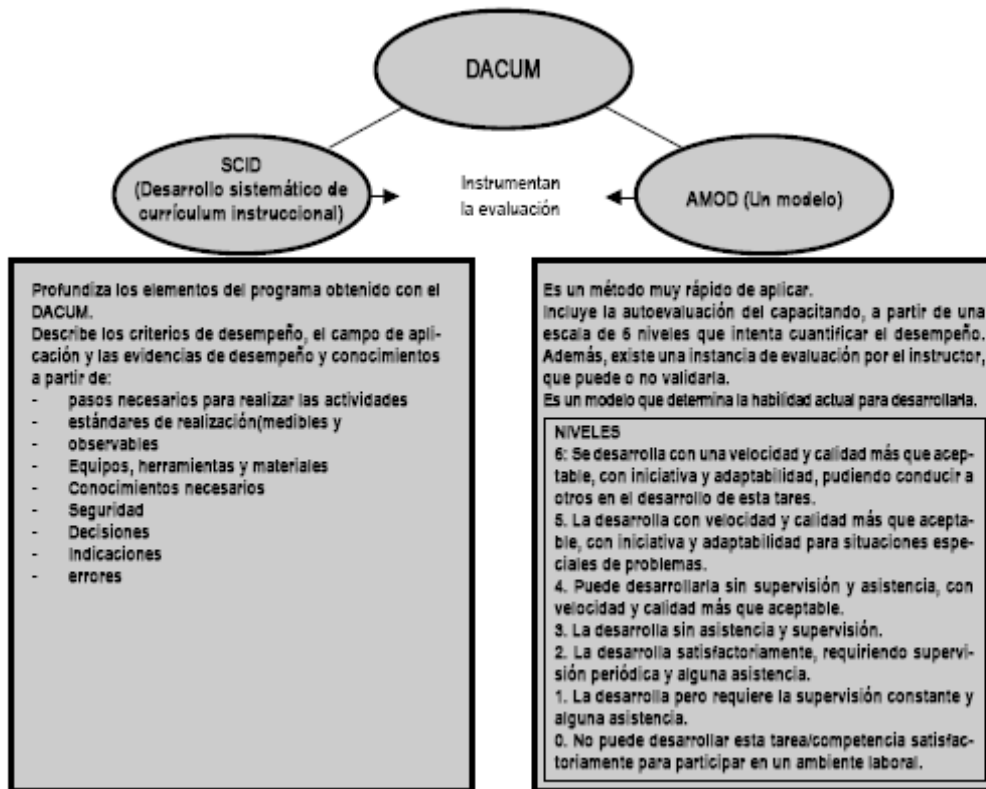 DACUM
SCID
(Desarrollo sistemático de
currículum instruccional)
Instrumentan
la evaluación
AMOD (Un modelo)
Profundiza los elementos del programa obtenido con el
DACUM.
Describe los criterios de desempeño, el campo de apli-
cación y las evidencias de desempeño y conocimientos
a partir de:
- pasos necesarios para realizar las actividades
- estándares de realización(medibles y
- observables
- Equipos, herramientas y materiales
- Conocimientos necesarios
- Seguridad
- Decisiones
- Indicaciones
- errores
Es un método muy rápido de aplicar.
Incluye la autoevaluación del capacitando, a partir de una
escala de 6 niveles que intenta cuantificar el desempeño.
Además, existe una instancia de evaluación por el instructor,
que puede o no validarla.
Es un modelo que determina la habilidad actual para desarrollarla.
NIVELES
6: Se desarrolla con una velocidad y calidad más que acep-
table, con iniciativa y adaptabilidad, pudiendo conducir a
otros en el desarrollo de esta tares.
5. La desarrolla con velocidad y calidad más que acepta-
ble, con iniciativa y adaptabilidad para situaciones espe-
ciales de problemas.
4. Puede desarrollarla sin supervisión y asistencia, con
velocidad y calidad más que aceptable.
3. La desarrolla sin asistencia y supervisión.
2. La desarrolla satisfactoriamente, requiriendo supervi-
sión periódica y alguna asistencia.
1. La desarrolla pero requiere la supervisión constante y
alguna asistencia.
0. No puede desarrollar esta tarea/competencia satisfac-
toriamente para participar en un ambiente laboral.